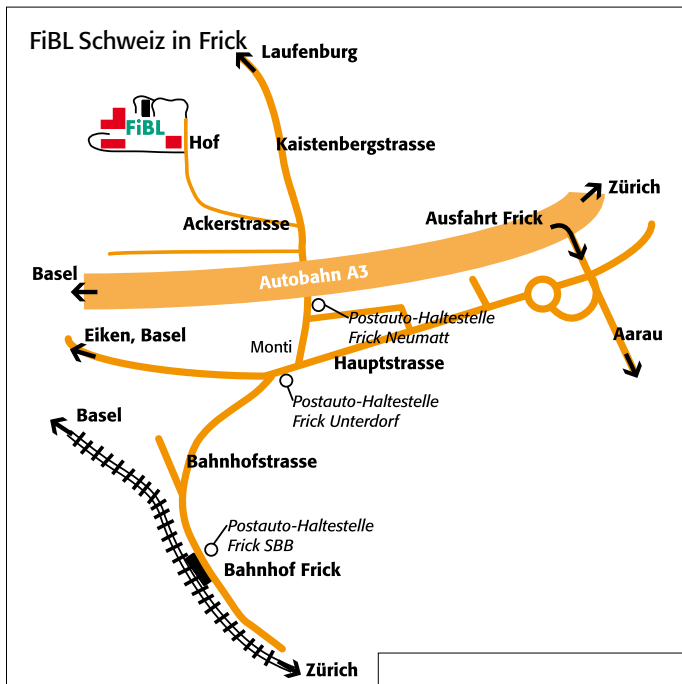 FiBL Schweiz in Frick
Laufenburg
FiBL
Hof
Kaistenbergstrasse
Zürich
Ackerstrasse
Ausfahrt Frick
Basel
Autobahn A3
Postauto-Haltestelle
Frick Neumatt
Eiken, Basel
Monti
Hauptstrasse
Aarau
Postauto-Haltestelle
Frick Unterdorf
Basel
Bahnhofstrasse
Postauto-Haltestelle
Frick SBB
Bahnhof Frick
Zürich